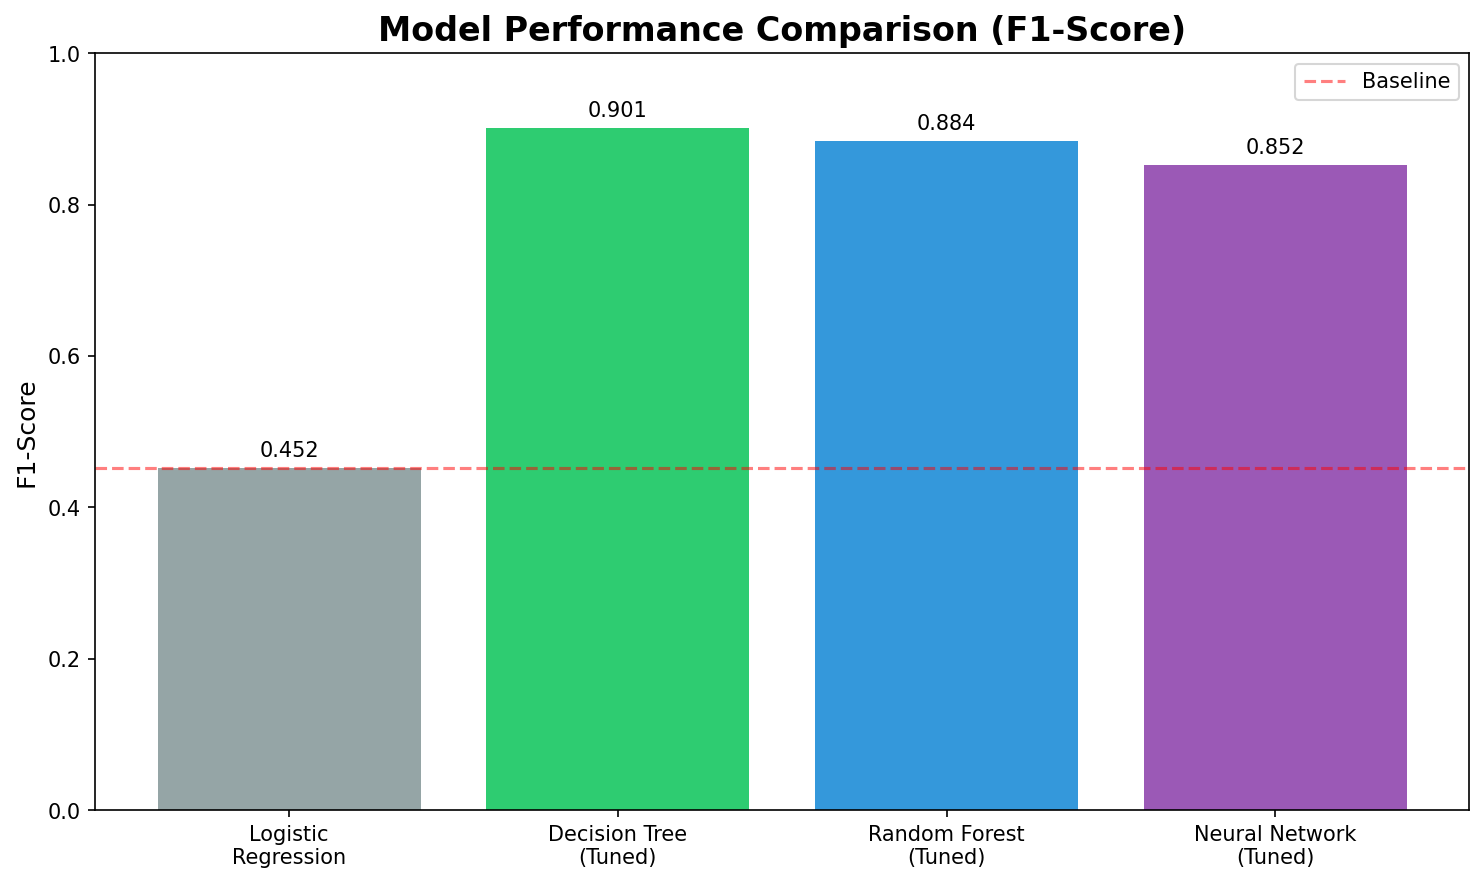 Model Performance Comparison (F1-Score)
Baseline
1.0
0.8
0.6
0.4
0.2
0.0
F1-Score
0.452
0.901
0.884
0.852
Logistic
Regression
Decision Tree
(Tuned)
Random Forest
(Tuned)
Neural Network
(Tuned)